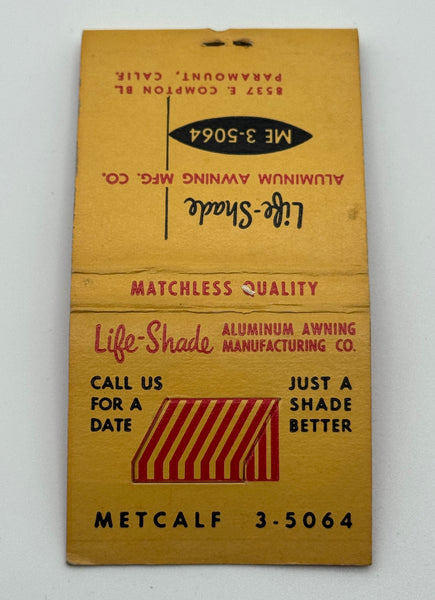 8537 E. COMPTON BL.
PARAMOUNT, CALIF.
ME 3-5064
ALUMINUM AWNING MFG. CO.
Life-Shade
MATCHLESS QUALITY
Life-Shade ALUMINUM AWNING
MANUFACTURING CO.
CALL US
FOR A
DATE
JUST A
SHADE
BETTER
METCALF 3-5064